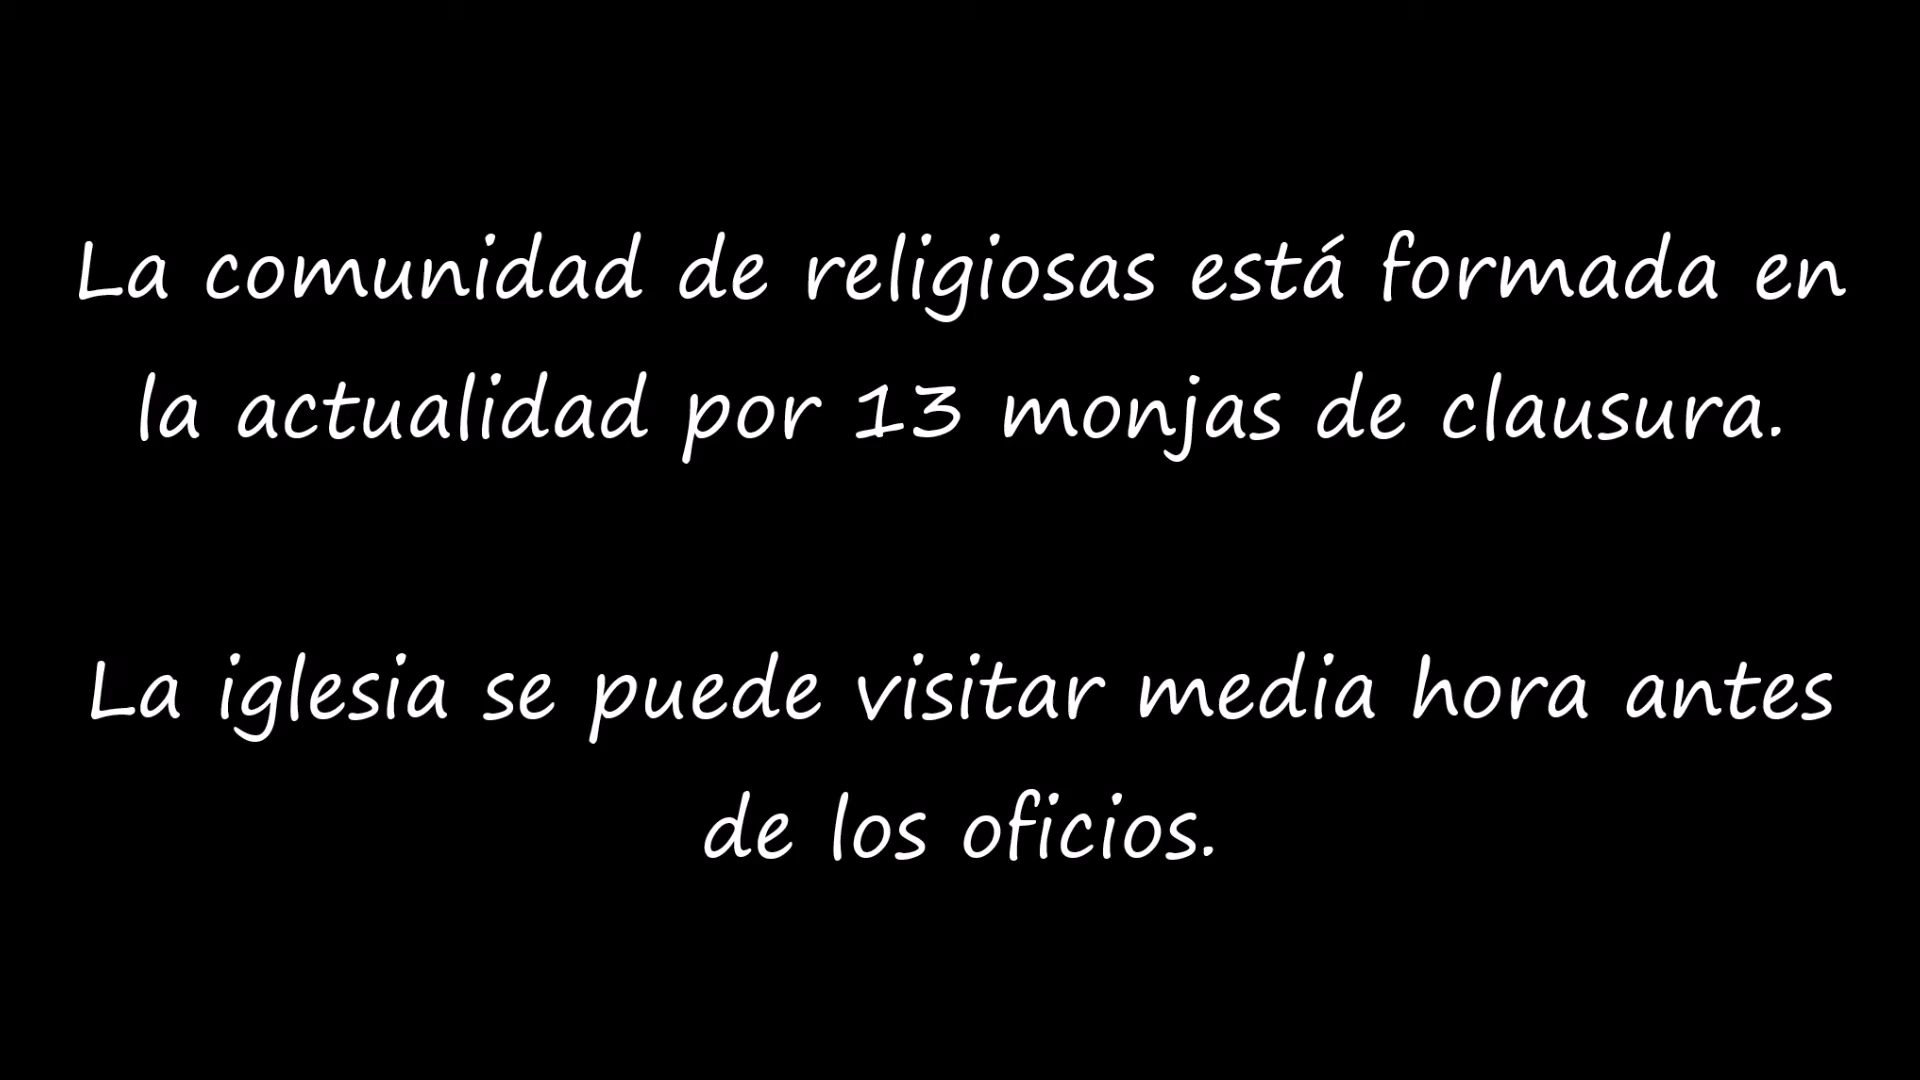 La comunidad de religiosas está formada en
la actualidad por 13 monjas de clausura.
La iglesia se puede visitar media hora antes
de los oficios.